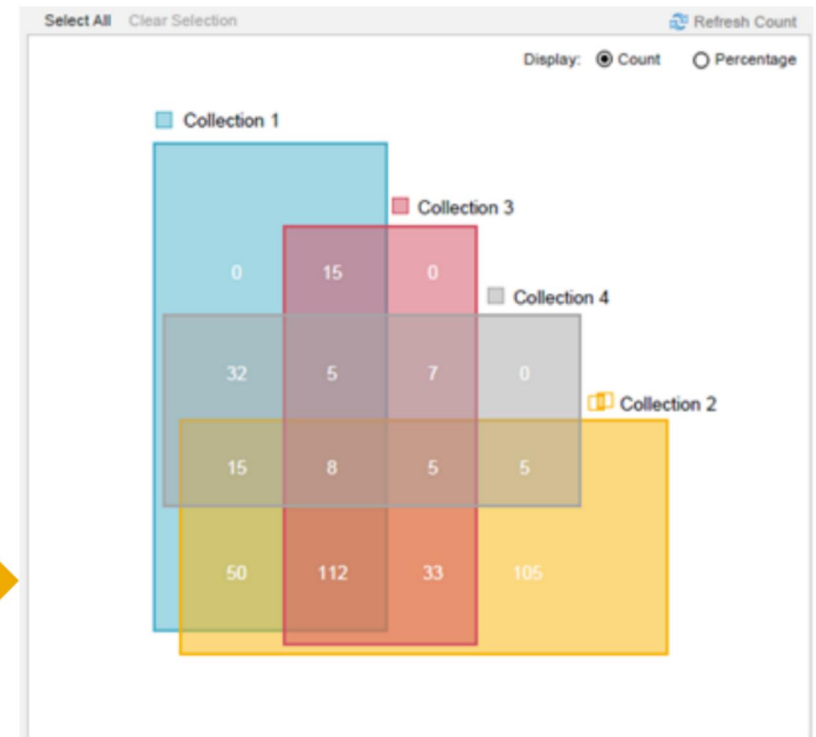 Select All Clear Selection Refresh Count
Display: Count Percentage
Collection 1
Collection 3
0 15 0
Collection 4
32 5 7 0
Collection 2
15 8 5 5
50 112 33 105